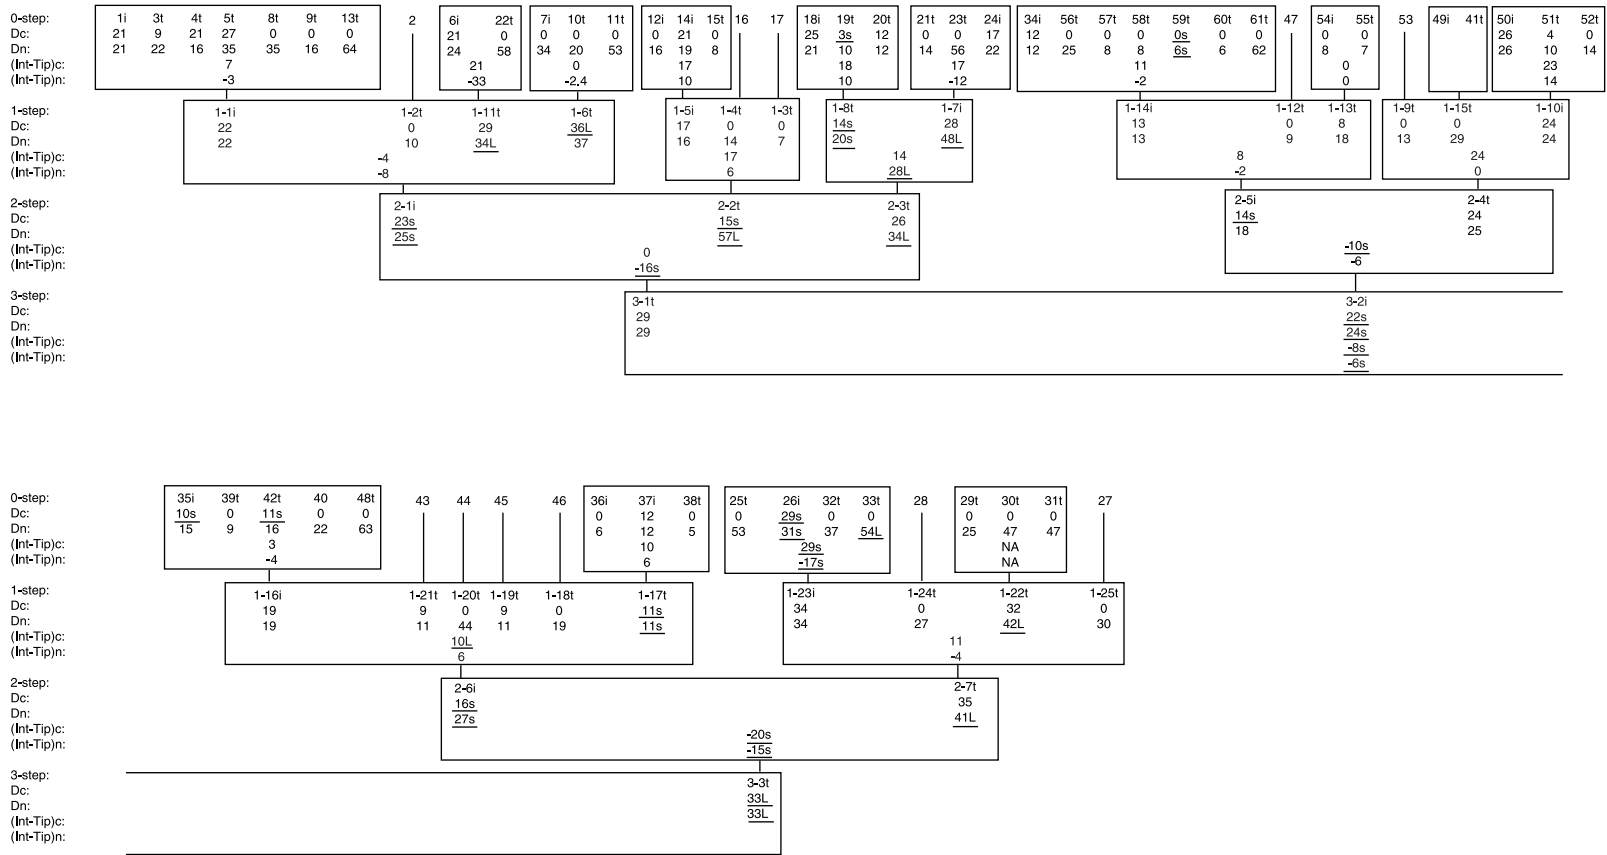 0-step: 1i 3t 4t 5t 8t 9t 13t 2 6i 22t 7i 10t 11t 12i 14i 15t 16 17 18i 19t 20t 21t 23t 24i 34i 56t 57t 58t 59t 60t 61t 47 54i 55t 53 49i 41t 50i 51t 52t
Dc: 21 9 21 27 0 0 0 21 0 0 0 0 0 21 0 25 3s 12 0 0 17 12 0 0 0 0s 0 0 0 0 26 4 0
Dn: 21 22 16 35 35 16 64 24 58 34 20 53 16 19 8 21 10 12 14 56 22 12 25 8 8 6s 6 62 8 7 26 10 14
(Int-Tip)c: 7 21 0 17 18 17 11 0 23
(Int-Tip)n: -3 -33 -2.4 10 10 -12 -2 0 14
1-step: 1-1i 1-2t 1-11t 1-6t 1-5i 1-4t 1-3t 1-8t 1-7i 1-14i 1-12t 1-13t 1-9t 1-15t 1-10i
Dc: 22 0 29 36L 17 0 0 14s 28 13 0 8 0 0 24
Dn: 22 10 34L 37 16 14 7 20s 48L 13 9 18 13 29 24
(Int-Tip)c: -4 17 14 8 24
(Int-Tip)n: -8 6 28L -2 0
2-step: 2-1i 2-2t 2-3t 2-5i 2-4t
Dc: 23s 15s 26 14s 24
Dn: 25s 57L 34L 18 25
(Int-Tip)c: 0 -10s
(Int-Tip)n: -16s -6
3-step: 3-1t 3-2i
Dc: 29 22s
Dn: 29 24s
(Int-Tip)c: -8s
(Int-Tip)n: -6s
0-step: 35i 39t 42t 40 48t 43 44 45 46 36i 37i 38t 25t 26i 32t 33t 28 29t 30t 31t 27
Dc: 10s 0 11s 0 0 0 12 0 0 29s 0 0 0 0 0
Dn: 15 9 16 22 63 6 12 5 53 31s 37 54L 25 47 47
(Int-Tip)c: 3 10 29s NA
(Int-Tip)n: -4 6 -17s NA
1-step: 1-16i 1-21t 1-20t 1-19t 1-18t 1-17t 1-23i 1-24t 1-22t 1-25t
Dc: 19 9 0 9 0 11s 34 0 32 0
Dn: 19 11 44 11 19 11s 34 27 42L 30
(Int-Tip)c: 10L 11
(Int-Tip)n: 6 -4
2-step: 2-6i 2-7t
Dc: 16s 35
Dn: 27s 41L
(Int-Tip)c: -20s
(Int-Tip)n: -15s
3-step: 3-3t
Dc: 33L
Dn: 33L
(Int-Tip)c:
(Int-Tip)n: